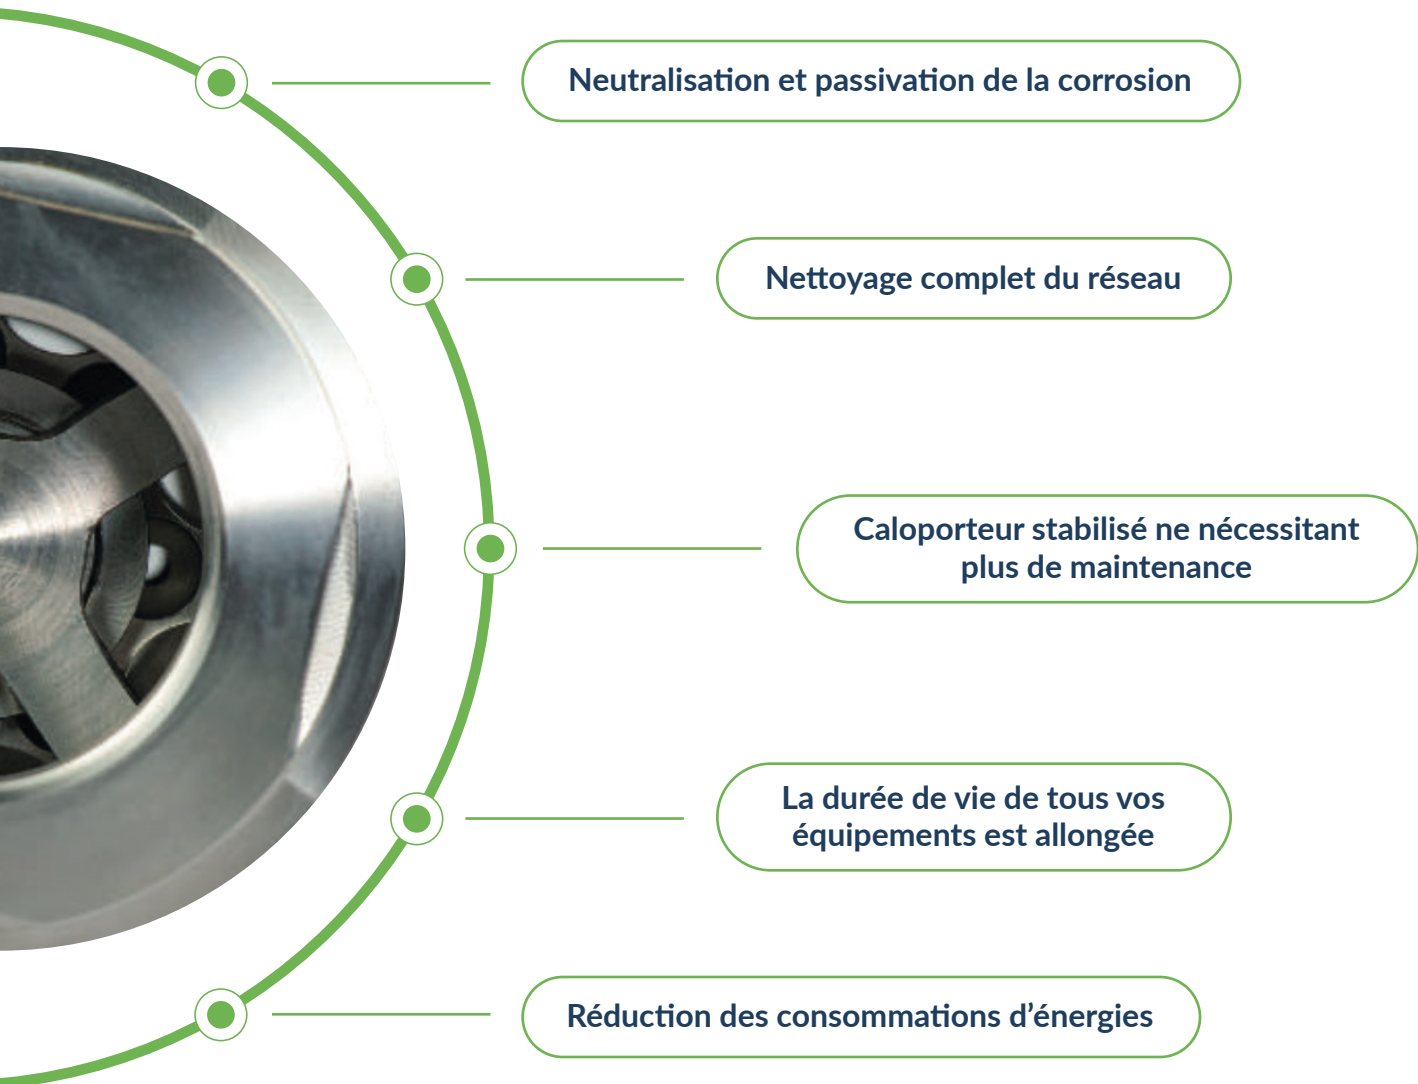 Neutralisation et passivation de la corrosion
Nettoyage complet du réseau
Caloporteur stabilisé ne nécessitant
plus de maintenance
La durée de vie de tous vos
équipements est allongée
Réduction des consommations d’énergies